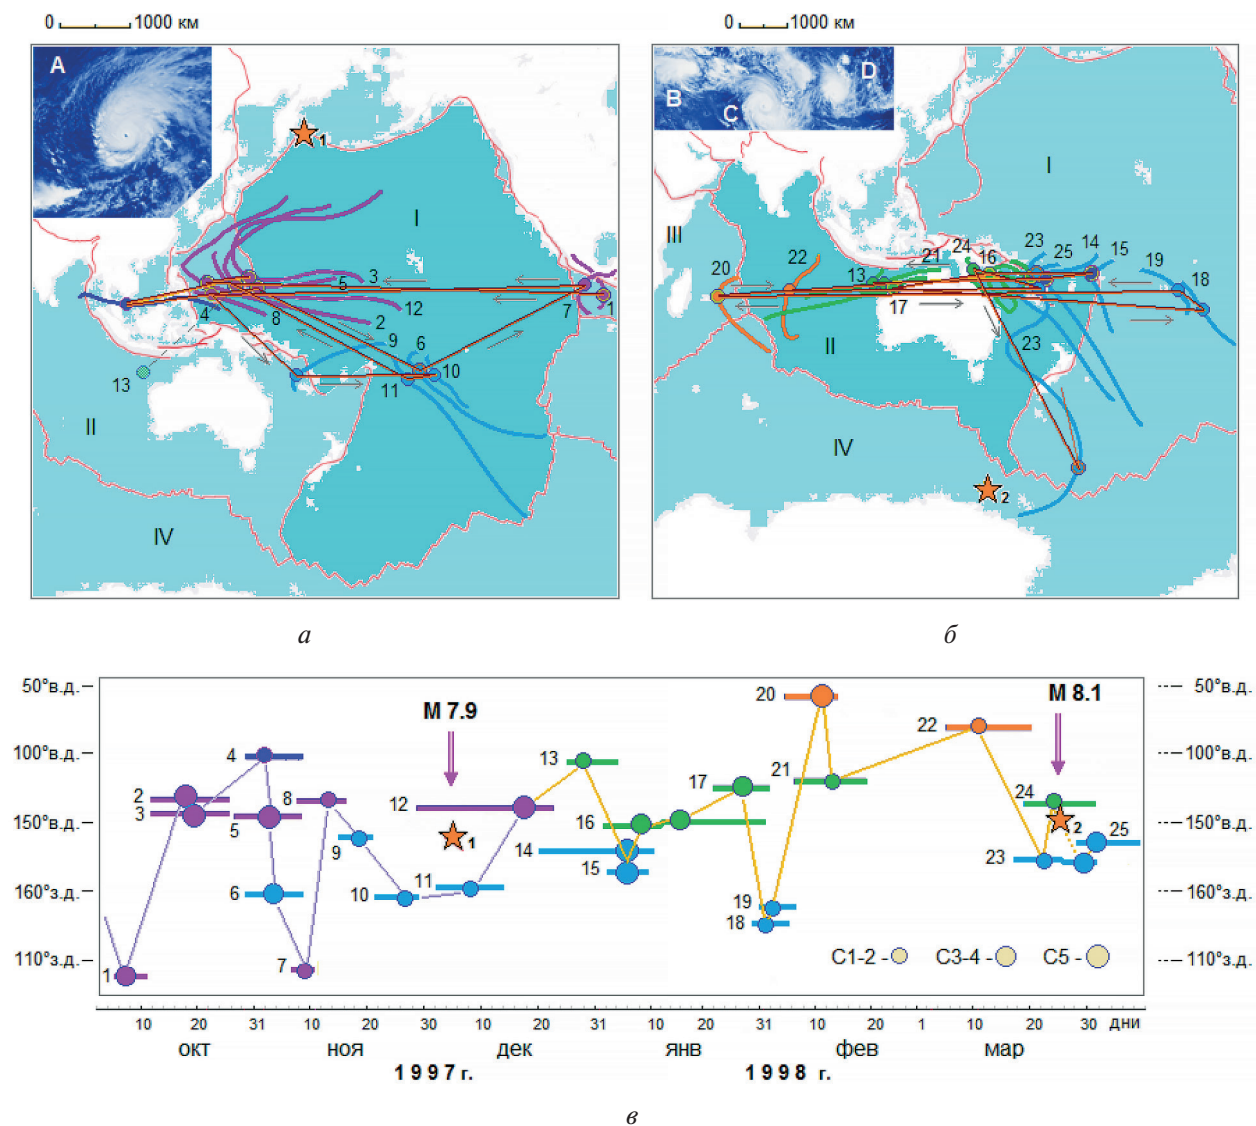 0 1000 км
0 1000 км
A
1
I
3
5
4
8
2
12
7
1
9
6
10
11
13
II
IV
B
C
D
I
III
20
22
13
21
24
16
23
25
14
15
19
18
17
II
23
IV
2
а
б
50°в.д.
100°в.д.
150°в.д.
160°з.д.
110°з.д.
M 7.9
M 8.1
1
2
3
4
5
6
7
8
9
10
11
12
1
13
14
15
16
17
18
19
20
21
22
23
24
2
25
C1-2 -
C3-4 -
C5 -
50°в.д.
100°в.д.
150°в.д.
160°з.д.
110°з.д.
10 20 31 10 20 30 10 20 31 10 20 31 10 20 1 10 20 30 дни
окт ноя дек янв фев мар
1997 г. 1998 г.
в